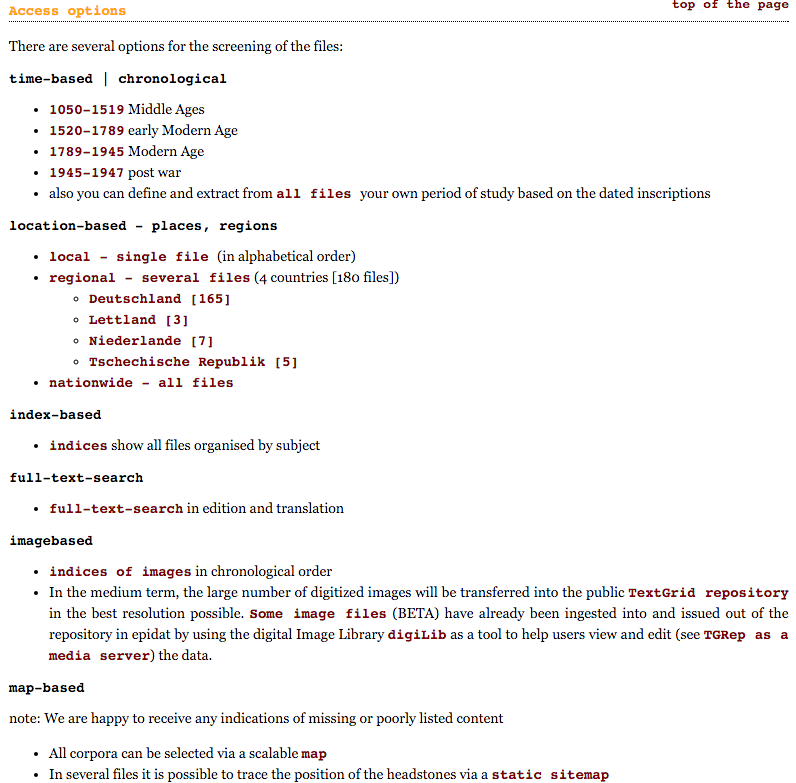 Access options
top of the page
There are several options for the screening of the files:
time-based | chronological
• 1050-1519 Middle Ages
• 1520-1789 early Modern Age
• 1789-1945 Modern Age
• 1945-1947 post war
• also you can define and extract from all files your own period of study based on the dated inscriptions
location-based - places, regions
• local - single file (in alphabetical order)
• regional - several files (4 countries [180 files])
◦ Deutschland [165]
◦ Lettland [3]
◦ Niederlande [7]
◦ Tschechische Republik [5]
• nationwide - all files
index-based
• indices show all files organised by subject
full-text-search
• full-text-search in edition and translation
imagebased
• indices of images in chronological order
• In the medium term, the large number of digitized images will be transferred into the public TextGrid repository
in the best resolution possible. Some image files (BETA) have already been ingested into and issued out of the
repository in epidat by using the digital Image Library digiLib as a tool to help users view and edit (see TGRep as a
media server) the data.
map-based
note: We are happy to receive any indications of missing or poorly listed content
• All corpora can be selected via a scalable map
• In several files it is possible to trace the position of the headstones via a static sitemap